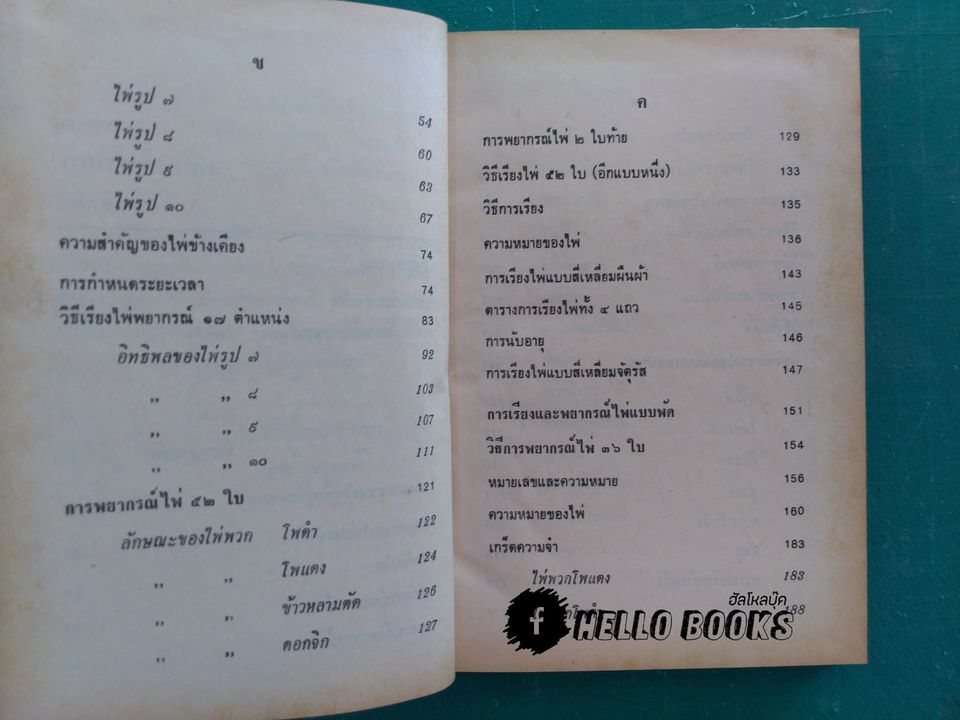 ข
ไพ่รูป ๗ 54
ไพ่รูป ๘ 60
ไพ่รูป ๙ 63
ไพ่รูป ๑๐ 67
ความสำคัญของไพ่ข้างเคียง 74
การกำหนดระยะเวลา 74
วิธีเรียงไพ่พยากรณ์ ๑๗ ตำแหน่ง 83
อิทธิพลของไพ่รูป ๗ 92
,, ,, ๘ 103
,, ,, ๙ 107
,, ,, ๑๐ 111
การพยากรณ์ไพ่ ๕๒ ใบ 121
ลักษณะของไพ่พวก โพดำ 122
,, ,, โพแดง 124
,, ,, ข้าวหลามตัด 126
,, ,, ดอกจิก 127
ค
การพยากรณ์ไพ่ ๒ ใบท้าย 129
วิธีเรียงไพ่ ๕๒ ใบ (อีกแบบหนึ่ง) 133
วิธีการเรียง 135
ความหมายของไพ่ 136
การเรียงไพ่แบบสี่เหลี่ยมผืนผ้า 143
ตารางการเรียงไพ่ทั้ง ๔ แถว 145
การนับอายุ 146
การเรียงไพ่แบบสี่เหลี่ยมจัตุรัส 147
การเรียงและพยากรณ์ไพ่แบบพัด 151
วิธีการพยากรณ์ไพ่ ๓๖ ใบ 154
หมายเลขและความหมาย 156
ความหมายของไพ่ 160
เกร็ดความจำ 183
ไพ่พวกโพแดง 183
188
ฮัลโหลบุ๊ค
f HELLO BOOKS